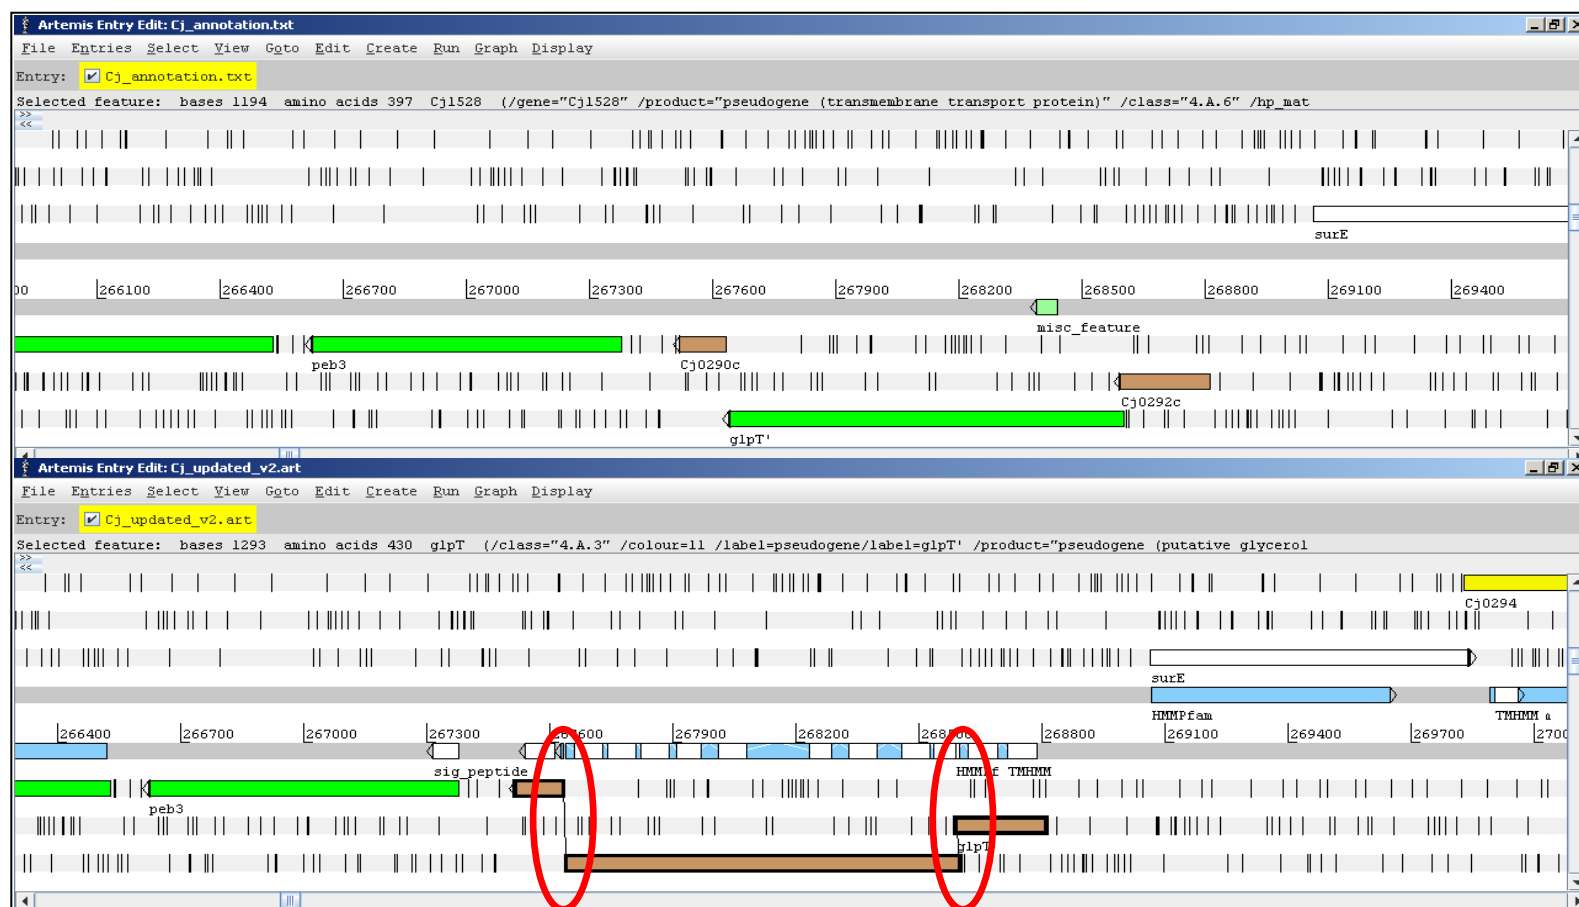 Artemis Entry Edit: Cj_annotation.txt
File Entries Select View Goto Edit Create Run Graph Display
Entry: Cj_annotation.txt
Selected feature: bases 1194 amino acids 397 Cj1528 (/gene="Cj1528" /product="pseudogene (transmembrane transport protein)" /class="4.A.6" /hp_mat
>>
<<
surE
00 266100 266400 266700 267000 267300 267600 267900 268200 268500 268800 269100 269400
misc_feature
peb3 Cj0290c
Cj0292c
glpT'
Artemis Entry Edit: Cj_updated_v2.art
File Entries Select View Goto Edit Create Run Graph Display
Entry: Cj_updated_v2.art
Selected feature: bases 1293 amino acids 430 glpT (/class="4.A.3" /colour=11 /label=pseudogene/label=glpT' /product="pseudogene (putative glycerol
>>
<<
Cj0294
surE
HMMPfam TMHMM
266400 266700 267000 267300 267600 267900 268200 268500 268800 269100 269400 269700 2700
sig_peptide TMHMM
peb3
glpT